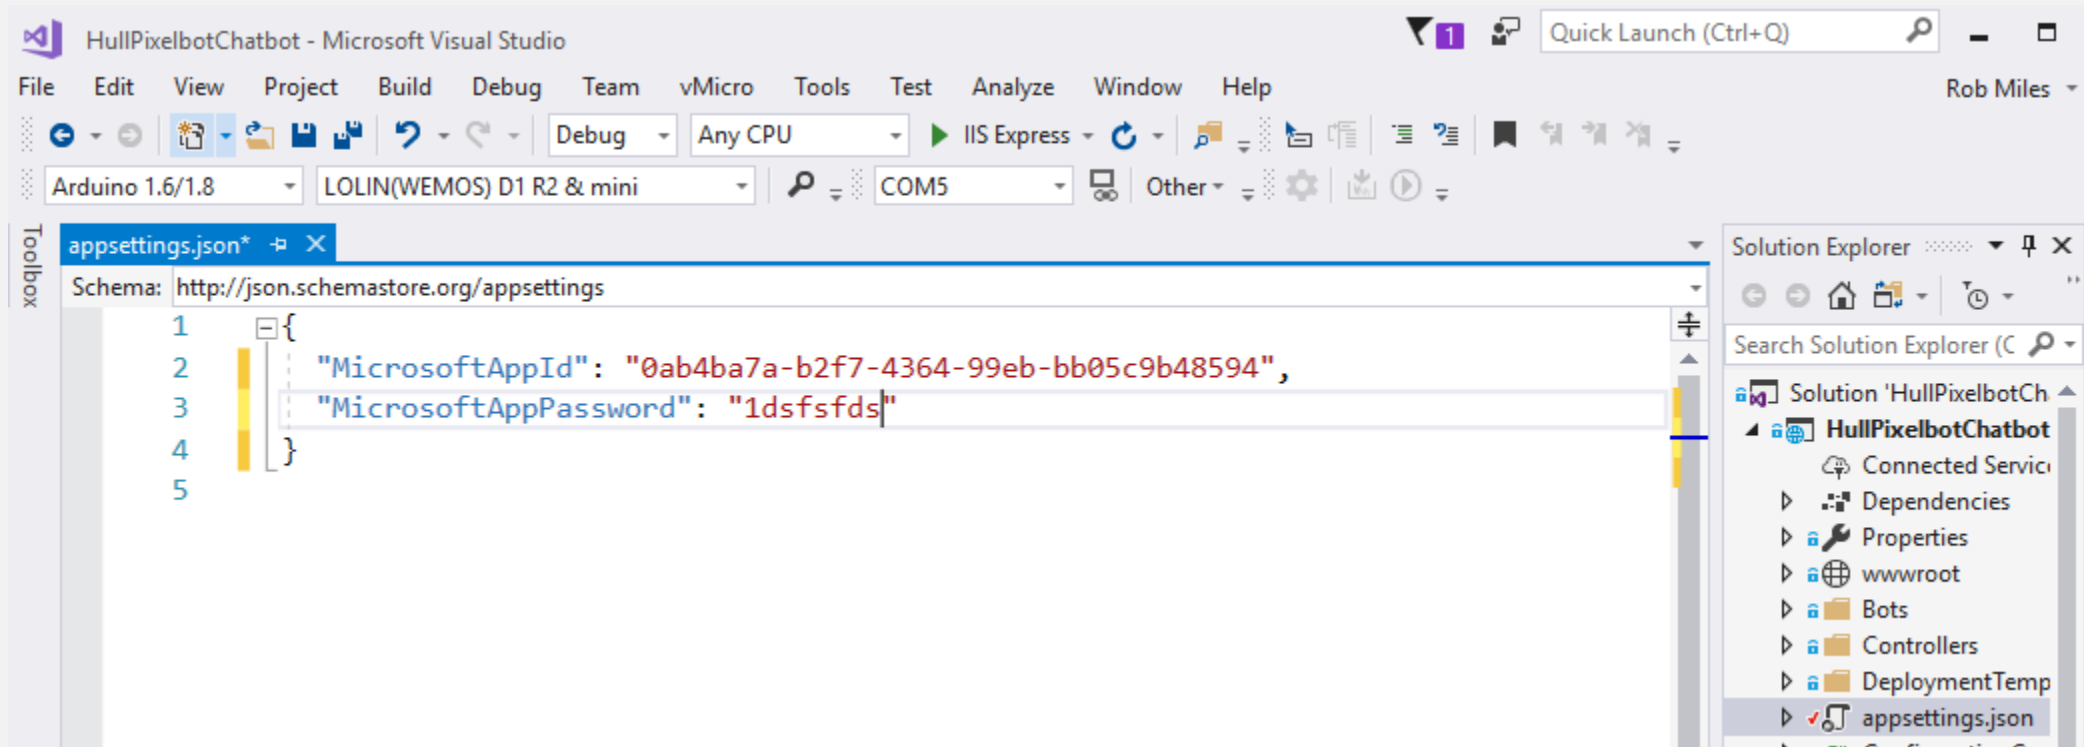 HullPixelbotChatbot - Microsoft Visual Studio
1
Quick Launch (Ctrl+Q)
File Edit View Project Build Debug Team vMicro Tools Test Analyze Window Help
Rob Miles
Debug Any CPU IIS Express
Arduino 1.6/1.8 LOLIN(WEMOS) D1 R2 & mini COM5 Other
Toolbox
appsettings.json*
Schema: http://json.schemastore.org/appsettings
1 {
2 "MicrosoftAppId": "0ab4ba7a-b2f7-4364-99eb-bb05c9b48594",
3 "MicrosoftAppPassword": "1dsfsfds"
4 }
5
Solution Explorer
Search Solution Explorer (C
Solution 'HullPixelbotCh
HullPixelbotChatbot
Connected Servic
Dependencies
Properties
wwwroot
Bots
Controllers
DeploymentTemp
appsettings.json